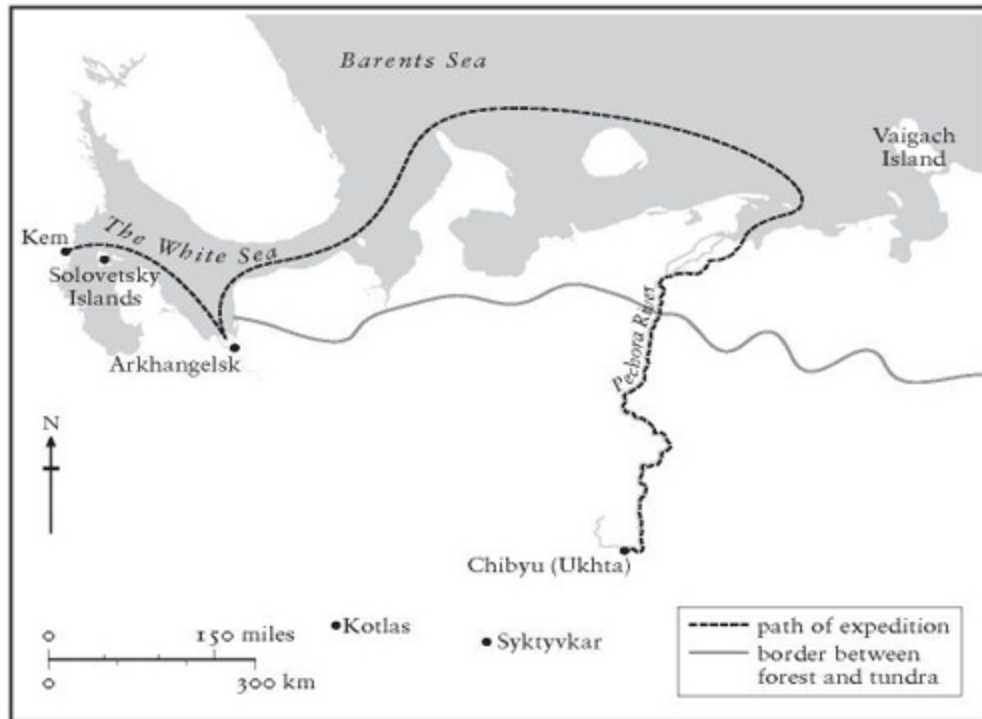 Barents Sea
Vaigach
Island
Kem
The White Sea
Solovetsky
Islands
Arkhangelsk
Pechora River
N
Chibyu (Ukhta)
0 150 miles
0 300 km
Kotlas
Syktyvkar
path of expedition
border between
forest and tundra